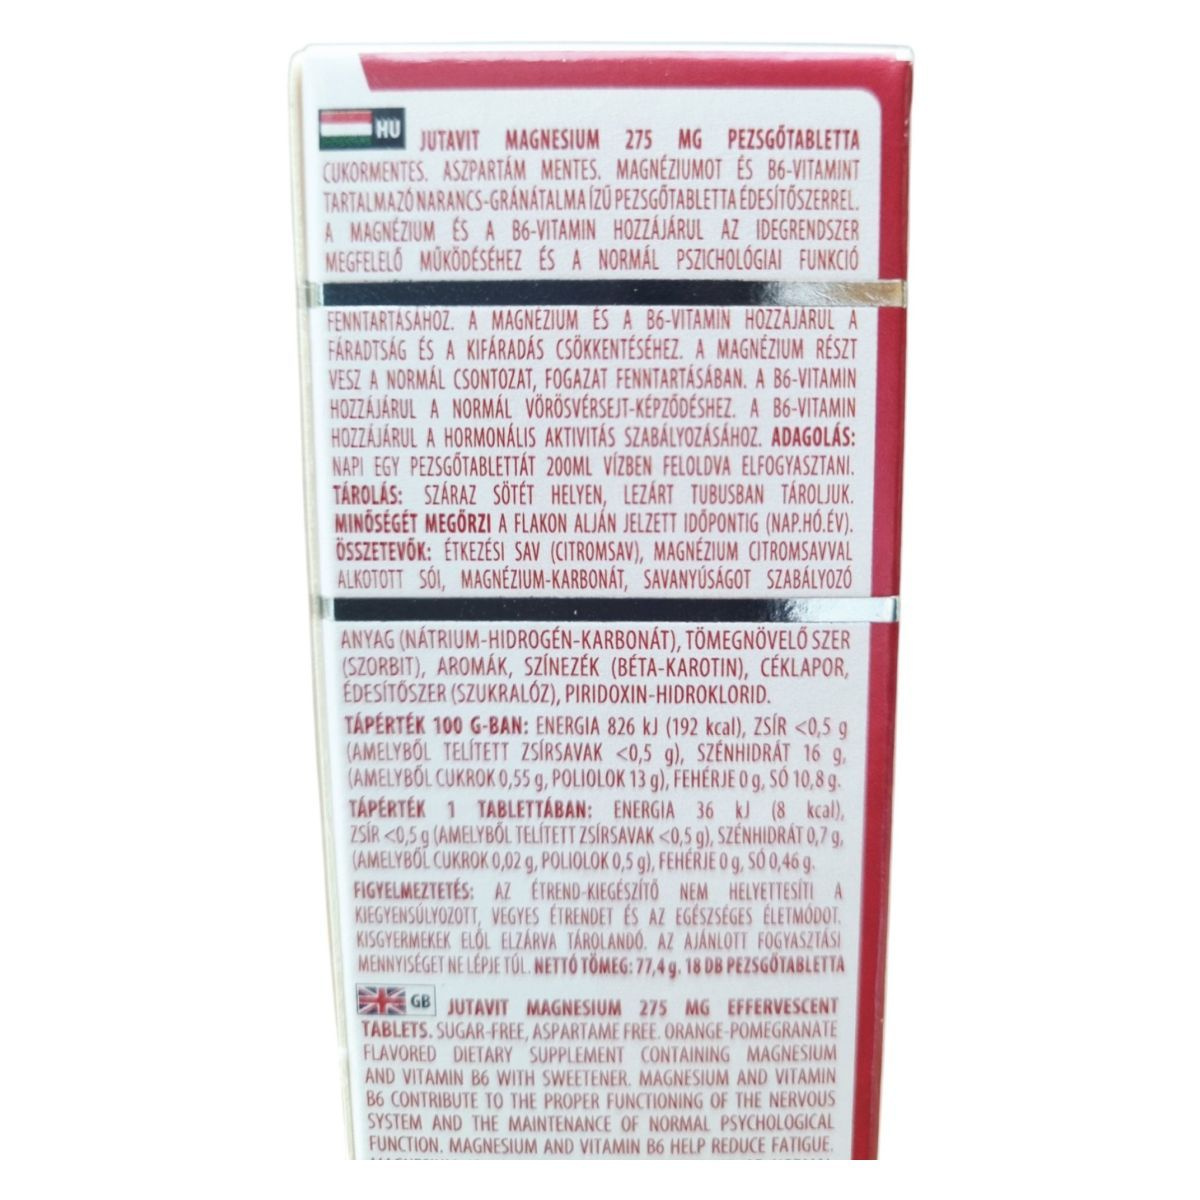 HU
JUTAVIT MAGNESIUM 275 MG PEZSGŐTABLETTA
CUKORMENTES. ASZPARTÁM MENTES. MAGNÉZIUMOT ÉS B6-VITAMINT
TARTALMAZÓ NARANCS-GRÁNÁTALMA ÍZŰ PEZSGŐTABLETTA ÉDESÍTŐSZERREL.
A MAGNÉZIUM ÉS A B6-VITAMIN HOZZÁJÁRUL AZ IDEGRENDSZER
MEGFELELŐ MŰKÖDÉSÉHEZ ÉS A NORMÁL PSZICHOLÓGIAI FUNKCIÓ
FENNTARTÁSÁHOZ. A MAGNÉZIUM ÉS A B6-VITAMIN HOZZÁJÁRUL A
FÁRADTSÁG ÉS A KIFÁRADÁS CSÖKKENTÉSÉHEZ. A MAGNÉZIUM RÉSZT
VESZ A NORMÁL CSONTOZAT, FOGAZAT FENNTARTÁSÁBAN. A B6-VITAMIN
HOZZÁJÁRUL A NORMÁL VÖRÖSVÉRSEJT-KÉPZŐDÉSHEZ. A B6-VITAMIN
HOZZÁJÁRUL A HORMONÁLIS AKTIVITÁS SZABÁLYOZÁSÁHOZ. ADAGOLÁS:
NAPI EGY PEZSGŐTABLETTÁT 200ML VÍZBEN FELOLDVA ELFOGYASZTANI.
TÁROLÁS: SZÁRAZ SÖTÉT HELYEN, LEZÁRT TUBUSBAN TÁROLJUK.
MINŐSÉGÉT MEGŐRZI A FLAKON ALJÁN JELZETT IDŐPONTIG (NAP.HÓ.ÉV).
ÖSSZETEVŐK: ÉTKEZÉSI SAV (CITROMSAV), MAGNÉZIUM CITROMSAVVAL
ALKOTOTT SÓI, MAGNÉZIUM-KARBONÁT, SAVANYÚSÁGOT SZABÁLYOZÓ
ANYAG (NÁTRIUM-HIDROGÉN-KARBONÁT), TÖMEGNÖVELŐ SZER
(SZORBIT), AROMÁK, SZÍNEZÉK (BÉTA-KAROTIN), CÉKLAPOR,
ÉDESÍTŐSZER (SZUKRALÓZ), PIRIDOXIN-HIDROKLORID.
TÁPÉRTÉK 100 G-BAN: ENERGIA 826 kJ (192 kcal), ZSÍR <0,5 g
(AMELYBŐL TELÍTETT ZSÍRSAVAK <0,5 g), SZÉNHIDRÁT 16 g,
(AMELYBŐL CUKROK 0,55 g, POLIOLOK 13 g), FEHÉRJE 0 g, SÓ 10,8 g.
TÁPÉRTÉK 1 TABLETTÁBAN: ENERGIA 36 kJ (8 kcal),
ZSÍR <0,5 g (AMELYBŐL TELÍTETT ZSÍRSAVAK <0,5 g), SZÉNHIDRÁT 0,7 g,
(AMELYBŐL CUKROK 0,02 g, POLIOLOK 0,5 g), FEHÉRJE 0 g, SÓ 0,46 g.
FIGYELMEZTETÉS: AZ ÉTREND-KIEGÉSZÍTŐ NEM HELYETTESÍTI A
KIEGYENSÚLYOZOTT, VEGYES ÉTRENDET ÉS AZ EGÉSZSÉGES ÉLETMÓDOT.
KISGYERMEKEK ELŐL ELZÁRVA TÁROLANDÓ. AZ AJÁNLOTT FOGYASZTÁSI
MENNYISÉGET NE LÉPJE TÚL. NETTÓ TÖMEG: 77,4 g. 18 DB PEZSGŐTABLETTA
GB
JUTAVIT MAGNESIUM 275 MG EFFERVESCENT
TABLETS. SUGAR-FREE, ASPARTAME FREE. ORANGE-POMEGRANATE
FLAVORED DIETARY SUPPLEMENT CONTAINING MAGNESIUM
AND VITAMIN B6 WITH SWEETENER. MAGNESIUM AND VITAMIN
B6 CONTRIBUTE TO THE PROPER FUNCTIONING OF THE NERVOUS
SYSTEM AND THE MAINTENANCE OF NORMAL PSYCHOLOGICAL
FUNCTION. MAGNESIUM AND VITAMIN B6 HELP REDUCE FATIGUE.